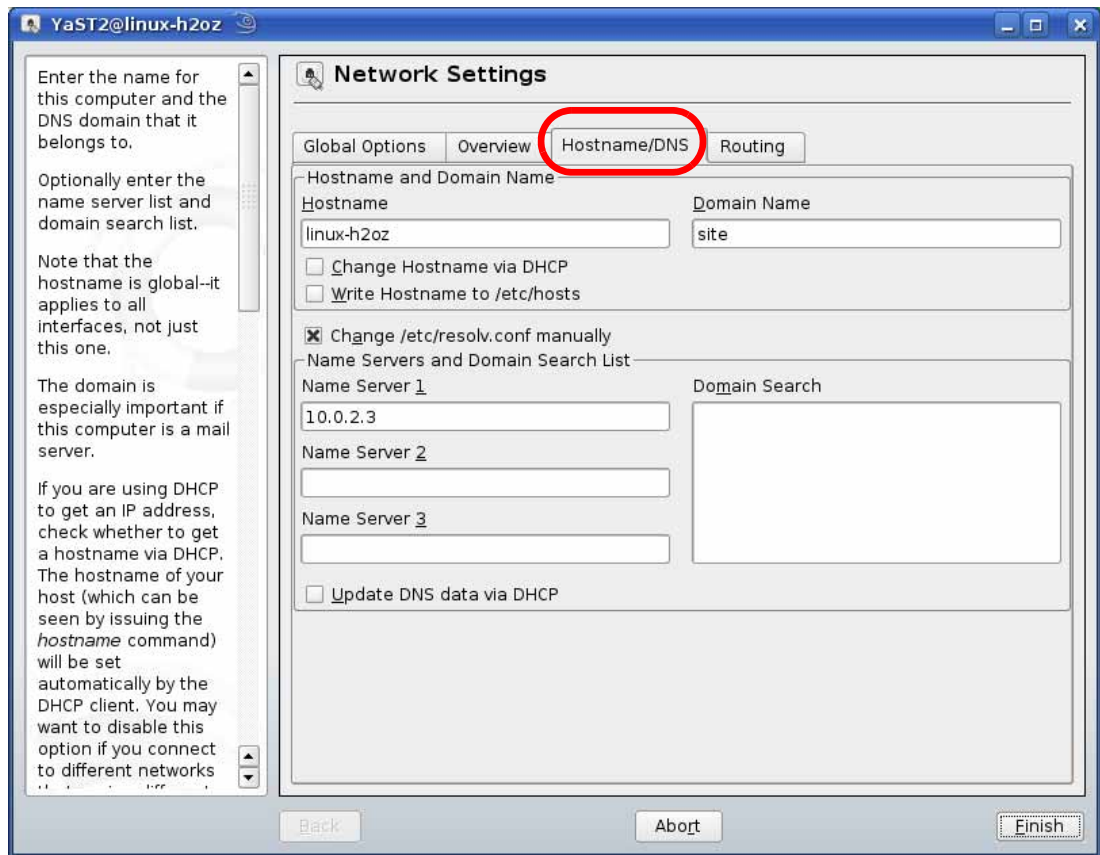 YaST2@linux-h2oz
Enter the name for
this computer and the
DNS domain that it
belongs to.
Optionally enter the
name server list and
domain search list.
Note that the
hostname is global--it
applies to all
interfaces, not just
this one.
The domain is
especially important if
this computer is a mail
server.
If you are using DHCP
to get an IP address,
check whether to get
a hostname via DHCP.
The hostname of your
host (which can be
seen by issuing the
hostname command)
will be set
automatically by the
DHCP client. You may
want to disable this
option if you connect
to different networks
Network Settings
Global Options Overview Hostname/DNS Routing
Hostname and Domain Name
Hostname Domain Name
linux-h2oz site
Change Hostname via DHCP
Write Hostname to /etc/hosts
Change /etc/resolv.conf manually
Name Servers and Domain Search List
Name Server 1 Domain Search
10.0.2.3
Name Server 2
Name Server 3
Update DNS data via DHCP
Back Abort Finish